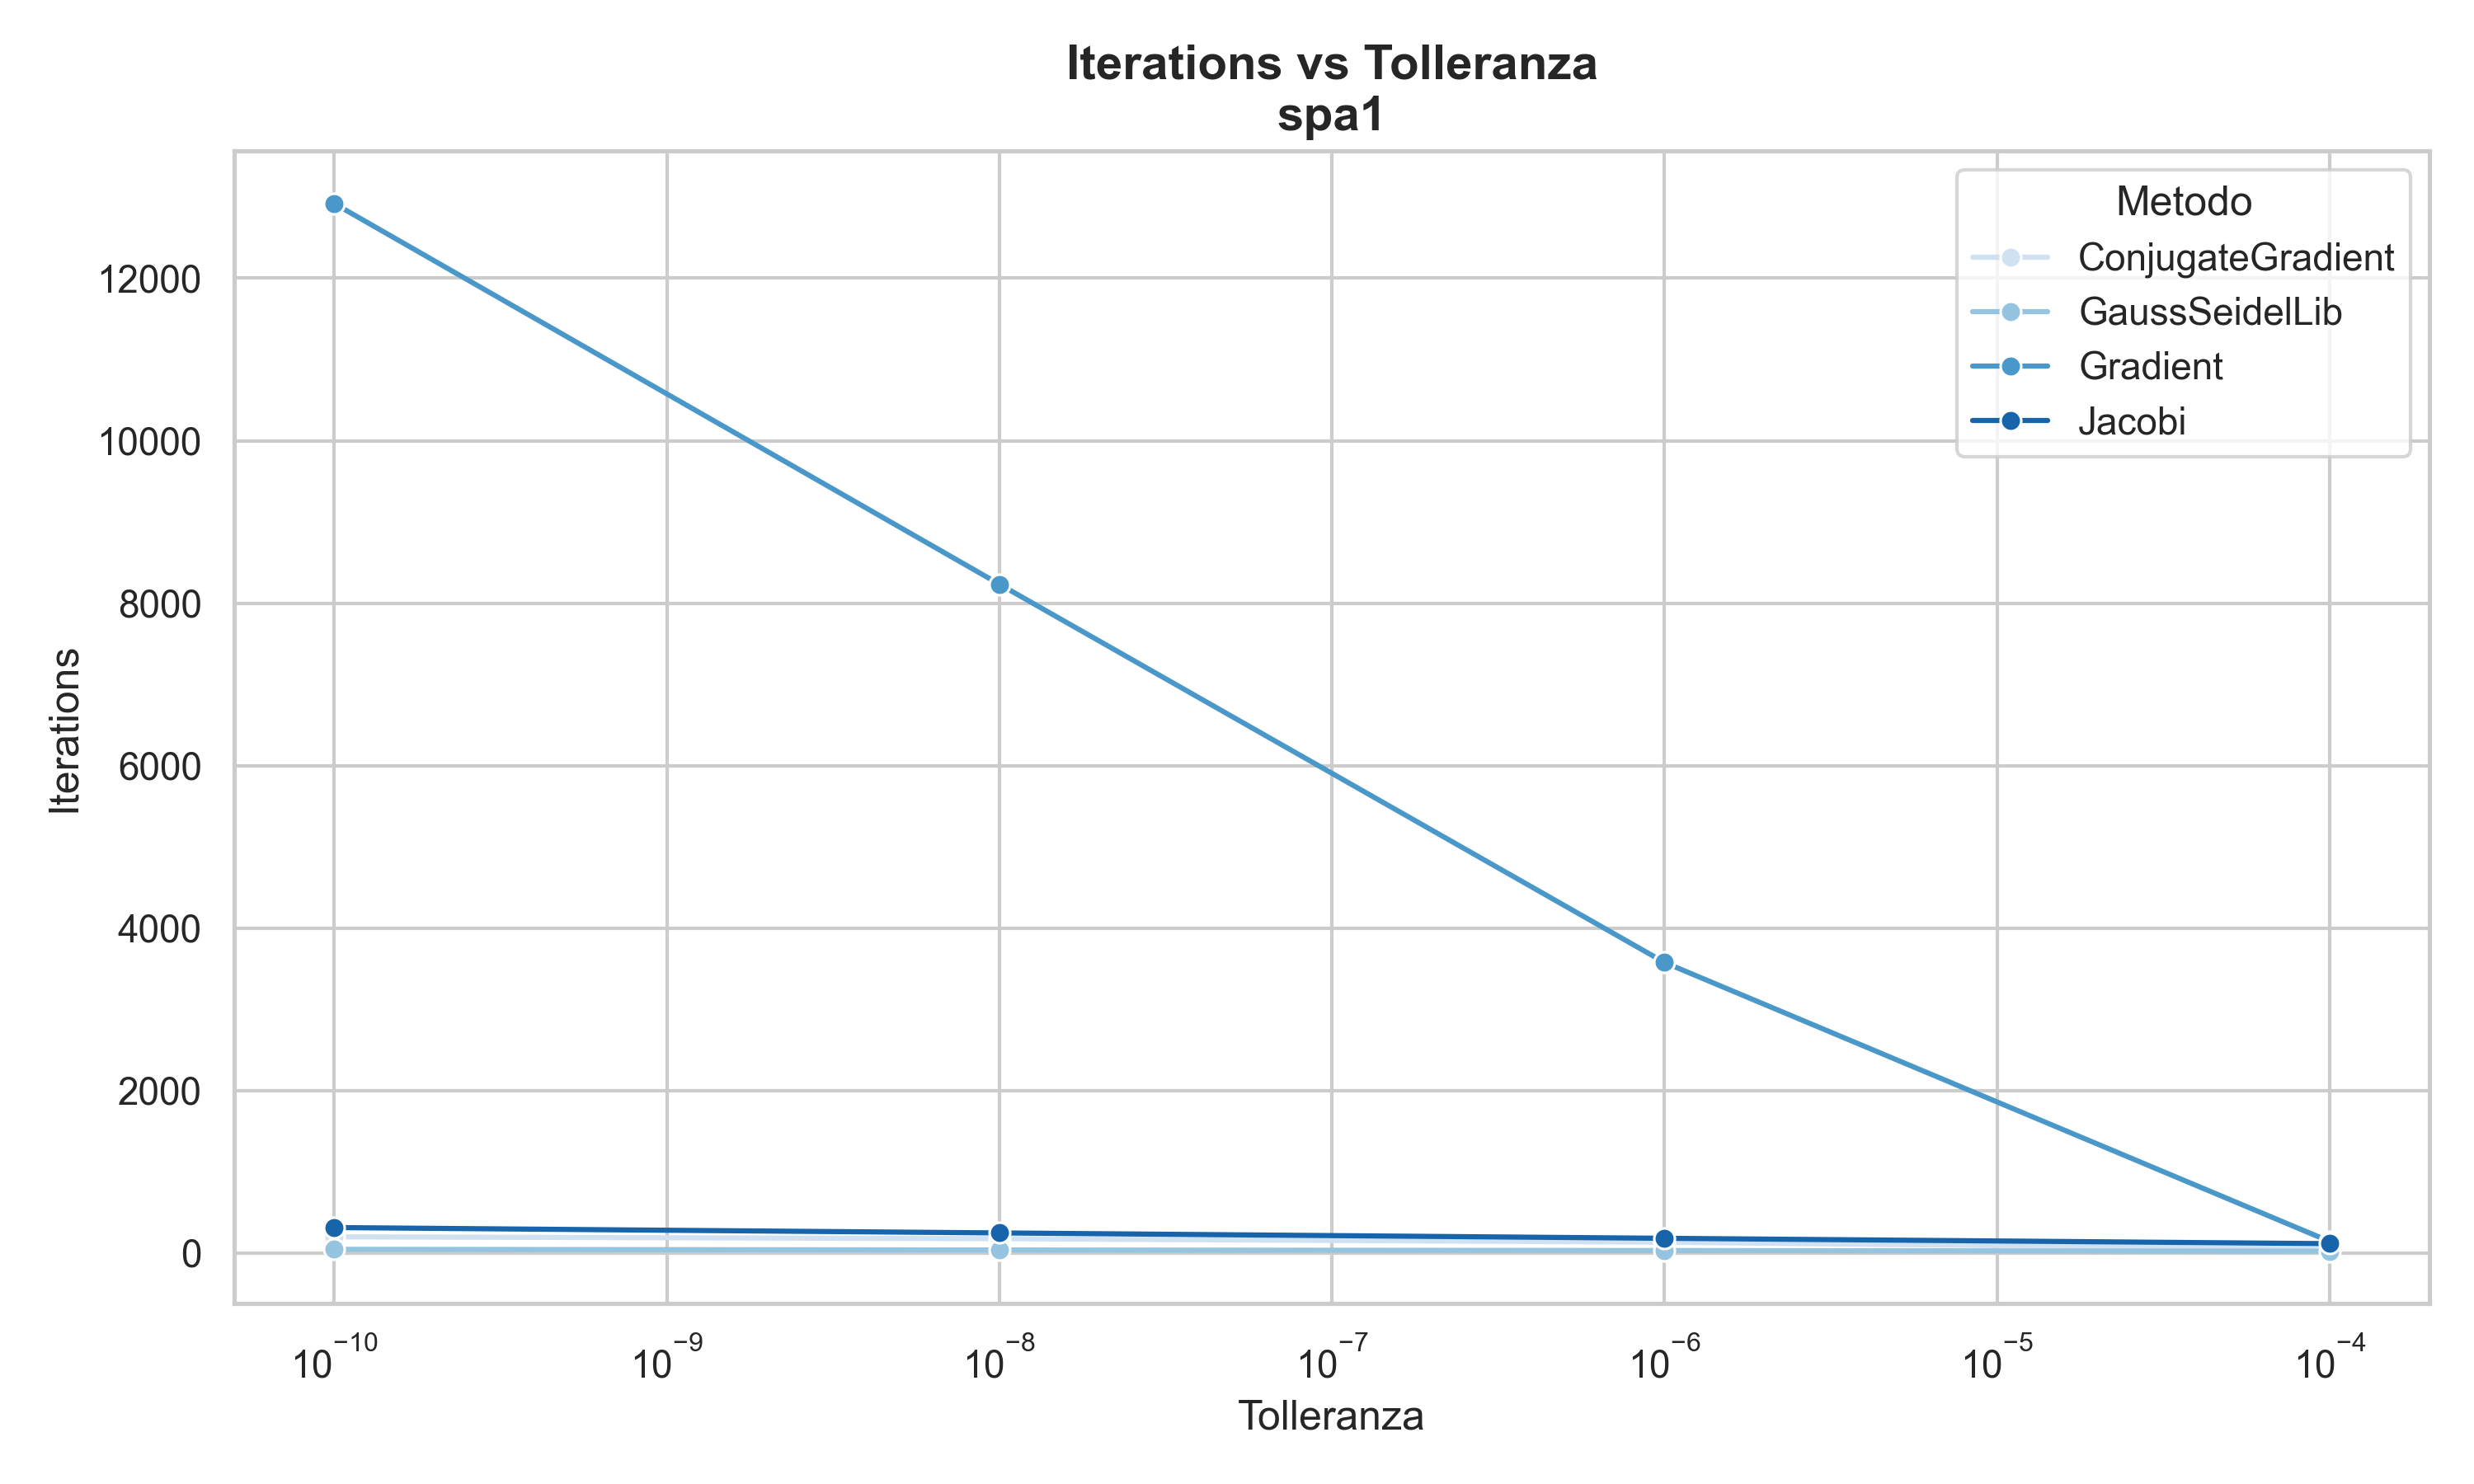 Iterations vs Tolleranza
spa1
Metodo
ConjugateGradient
GaussSeidelLib
Gradient
Jacobi
Iterations
12000
10000
8000
6000
4000
2000
0
10⁻¹⁰ 10⁻⁹ 10⁻⁸ 10⁻⁷ 10⁻⁶ 10⁻⁵ 10⁻⁴
Tolleranza